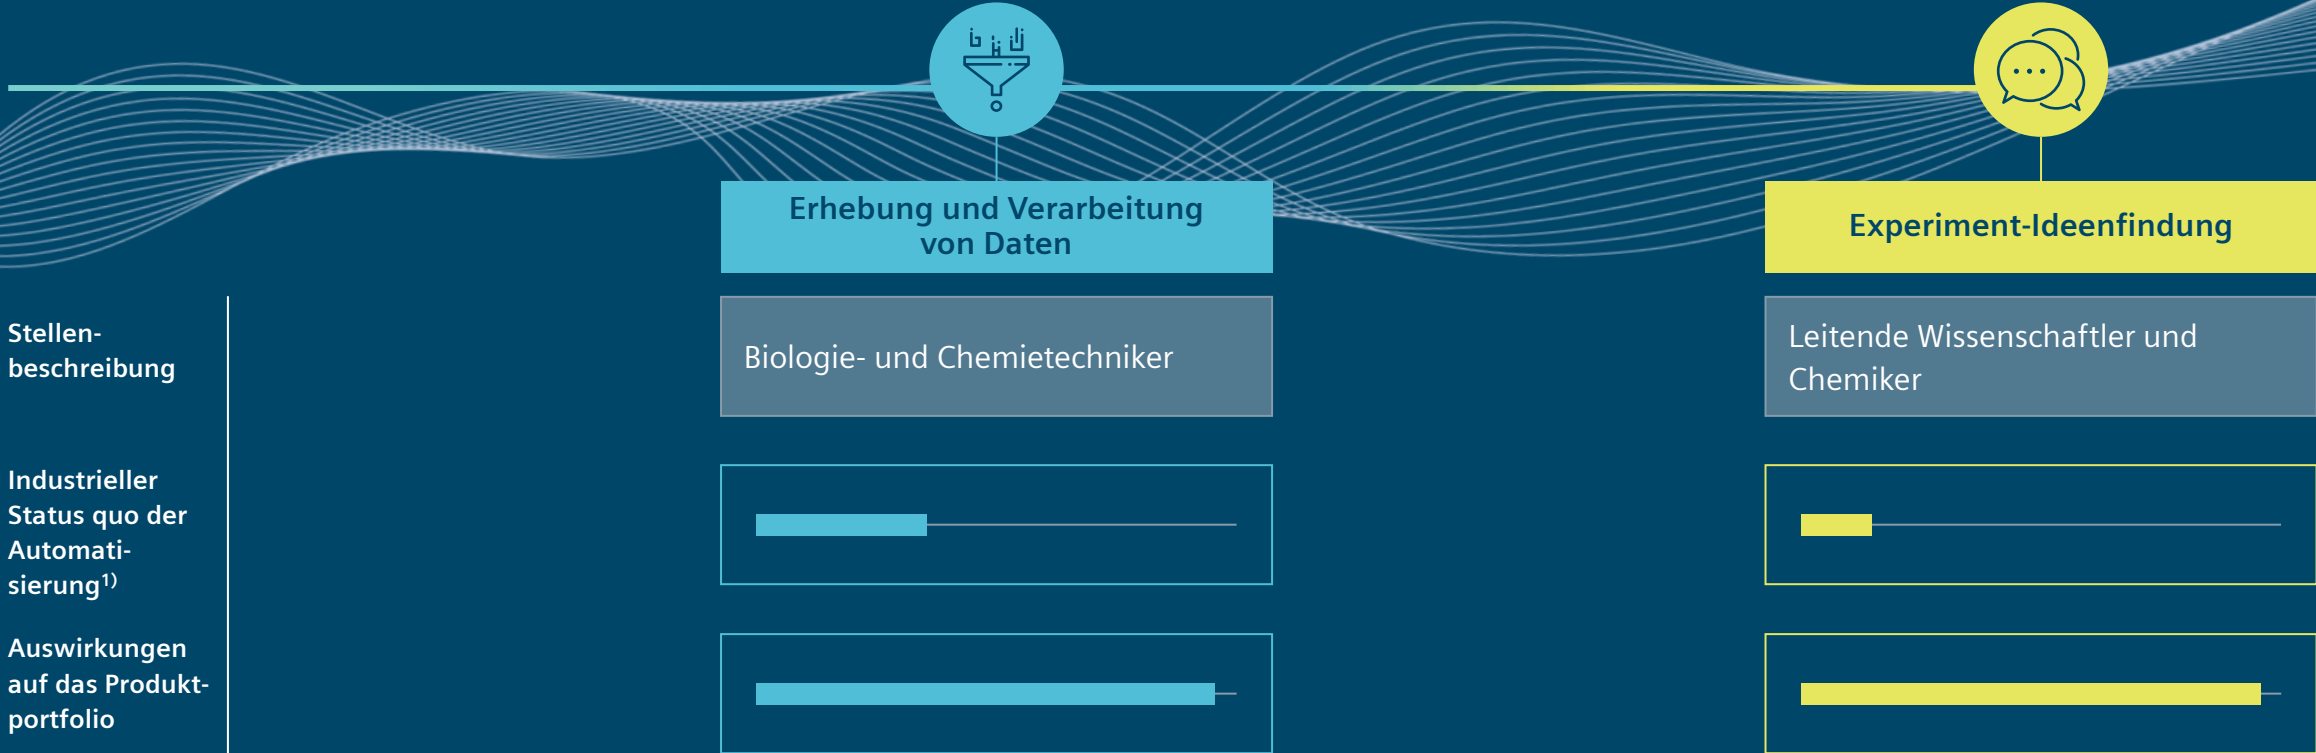 Erhebung und Verarbeitung
von Daten
Experiment-Ideenfindung
Stellen-
beschreibung
Biologie- und Chemietechniker
Leitende Wissenschaftler und
Chemiker
Industrieller
Status quo der
Automati-
sierung¹⁾
Auswirkungen
auf das Produkt-
portfolio